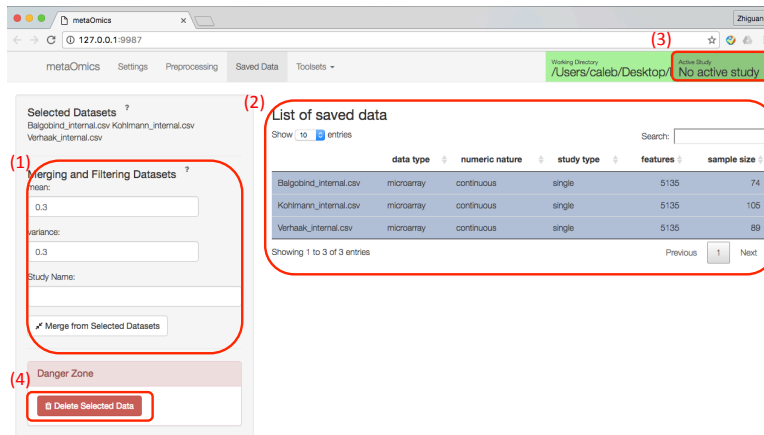 metaOmics
Zhiguan
127.0.0.1:9987
(3)
metaOmics Settings Preprocessing Saved Data Toolsets
Working Directory
/Users/caleb/Desktop/
Active Study
No active study
(2)
Selected Datasets ?
Balgobind_internal.csv Kohlmann_internal.csv
Verhaak_internal.csv
(1)
Merging and Filtering Datasets ?
mean:
0.3
variance:
0.3
Study Name:
Merge from Selected Datasets
Danger Zone
(4)
Delete Selected Data
List of saved data
Show 10 entries
Search:
data type numeric nature study type features sample size
Balgobind_internal.csv microarray continuous single 5135 74
Kohlmann_internal.csv microarray continuous single 5135 105
Verhaak_internal.csv microarray continuous single 5135 89
Showing 1 to 3 of 3 entries
Previous 1 Next